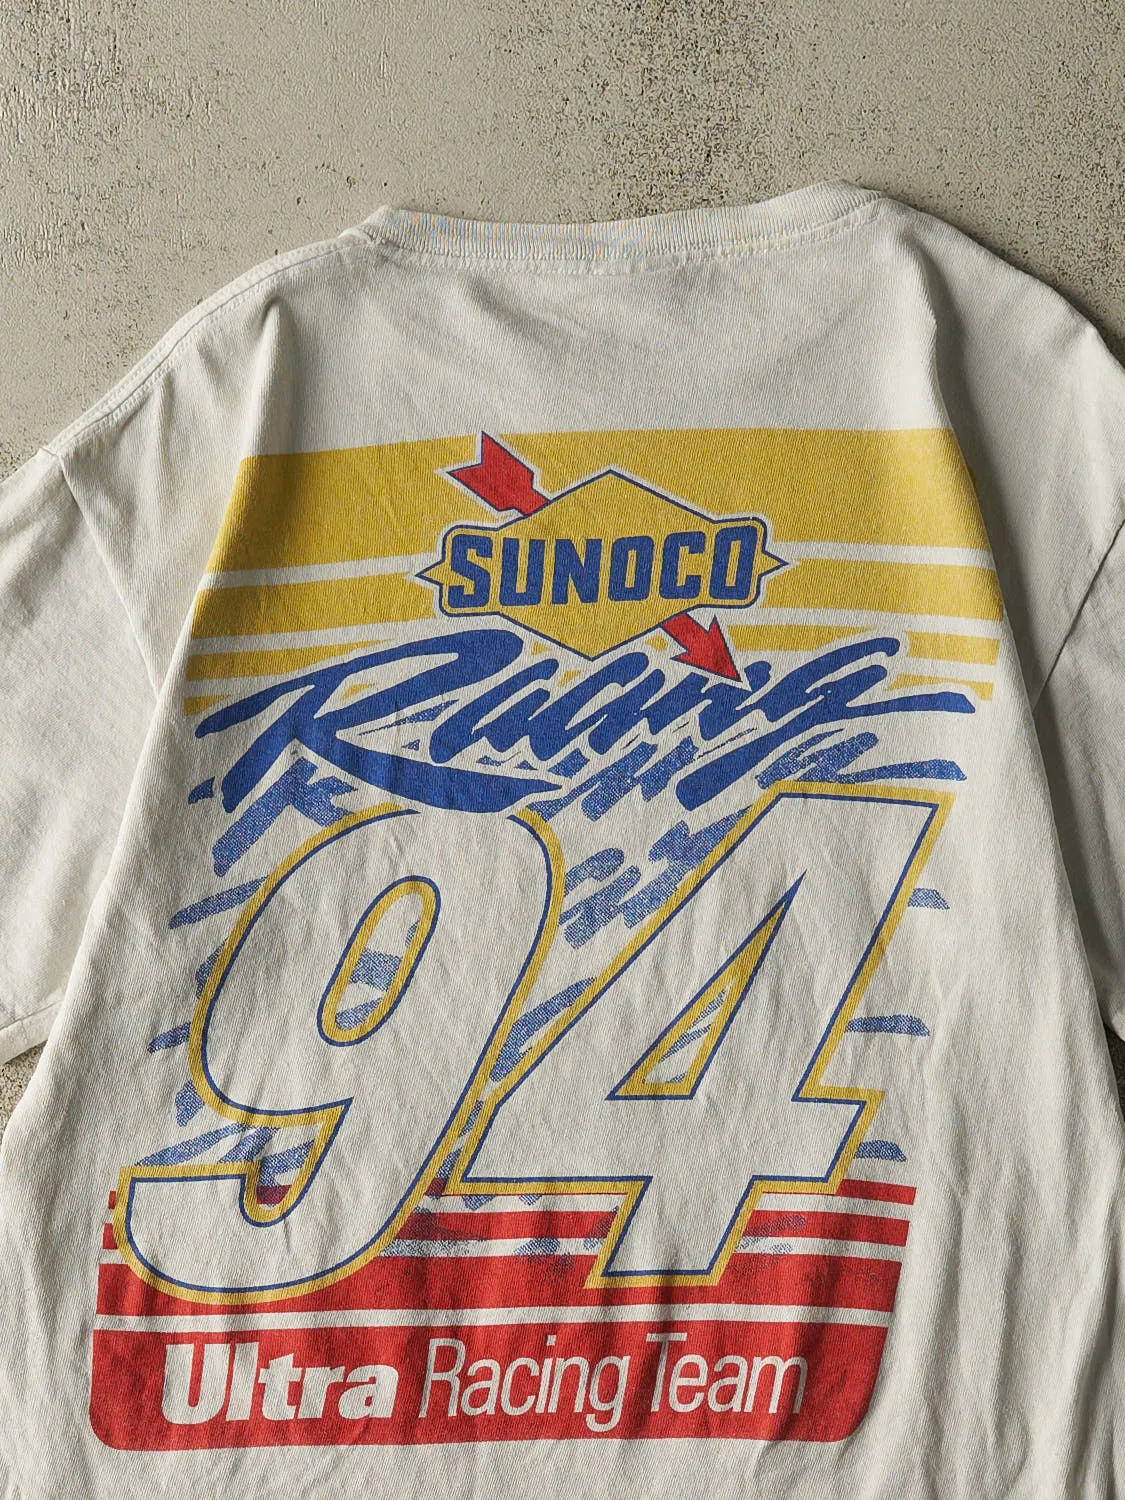 SUNOCO
Racing
94
Ultra Racing Team